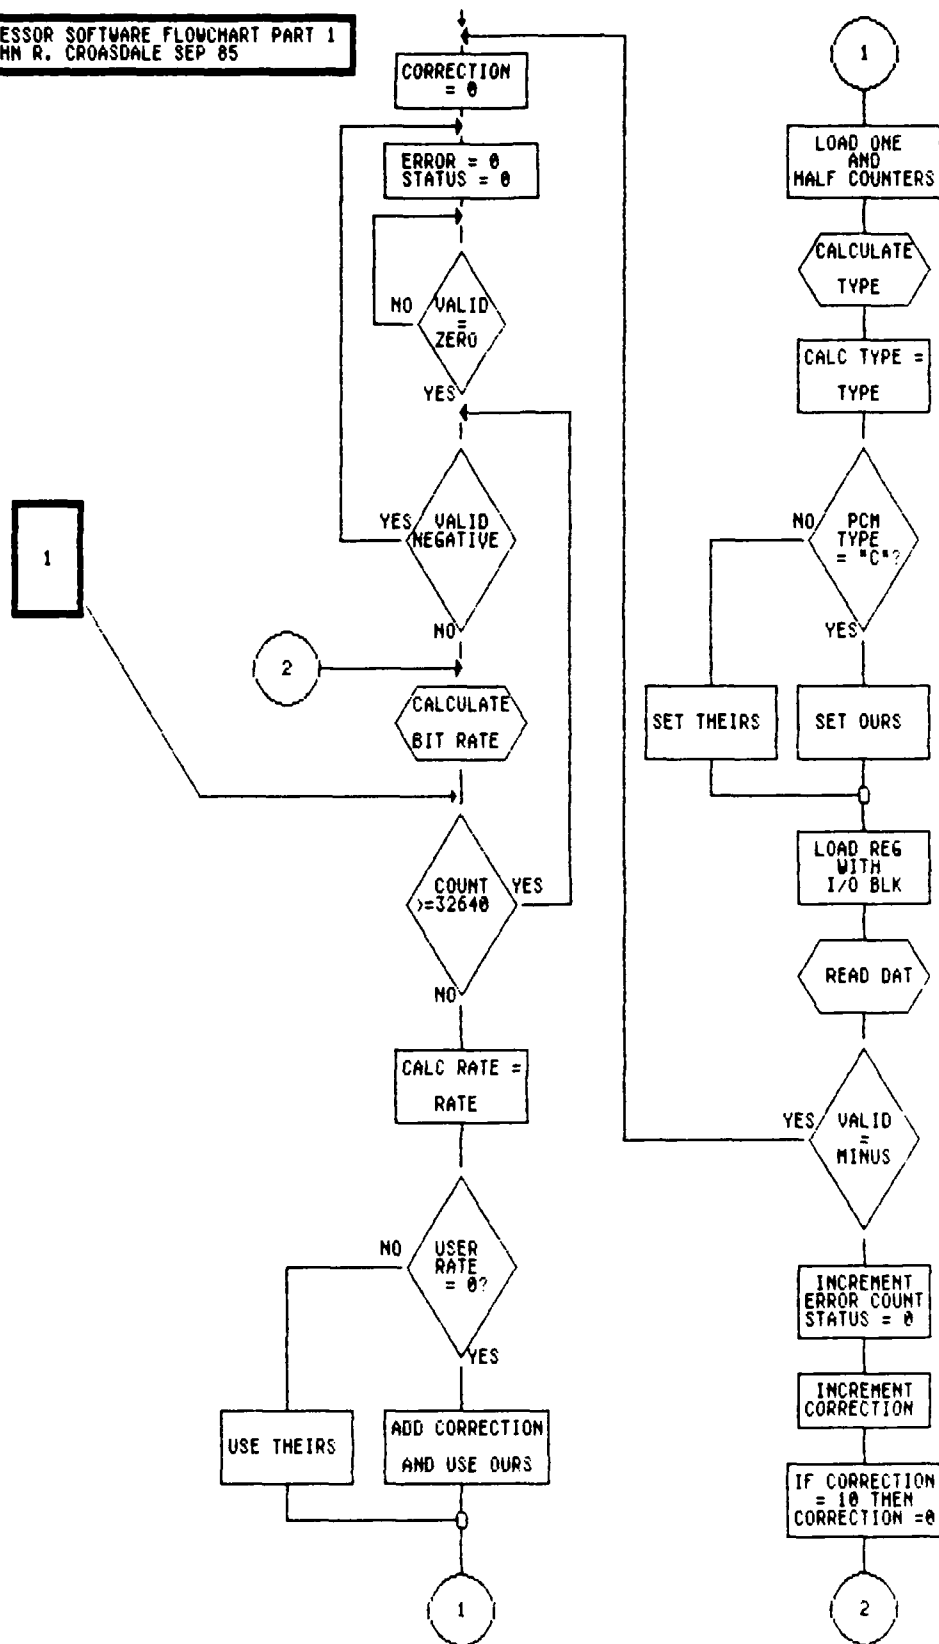 ESSOR SOFTWARE FLOWCHART PART 1
HN R. CROASDALE SEP 85
CORRECTION
= 0
ERROR = 0
STATUS = 0
NO
VALID
=
ZERO
YES
YES
VALID
NEGATIVE
NO
1
2
CALCULATE
BIT RATE
COUNT
>=32640
YES
NO
CALC RATE =
RATE
NO
USER
RATE
= 0?
YES
USE THEIRS
ADD CORRECTION
AND USE OURS
1
1
LOAD ONE
AND
HALF COUNTERS
CALCULATE
TYPE
CALC TYPE =
TYPE
NO
PCM
TYPE
= "C"?
YES
SET THEIRS
SET OURS
LOAD REG
WITH
I/O BLK
READ DAT
YES
VALID
=
MINUS
INCREMENT
ERROR COUNT
STATUS = 0
INCREMENT
CORRECTION
IF CORRECTION
= 10 THEN
CORRECTION =0
2